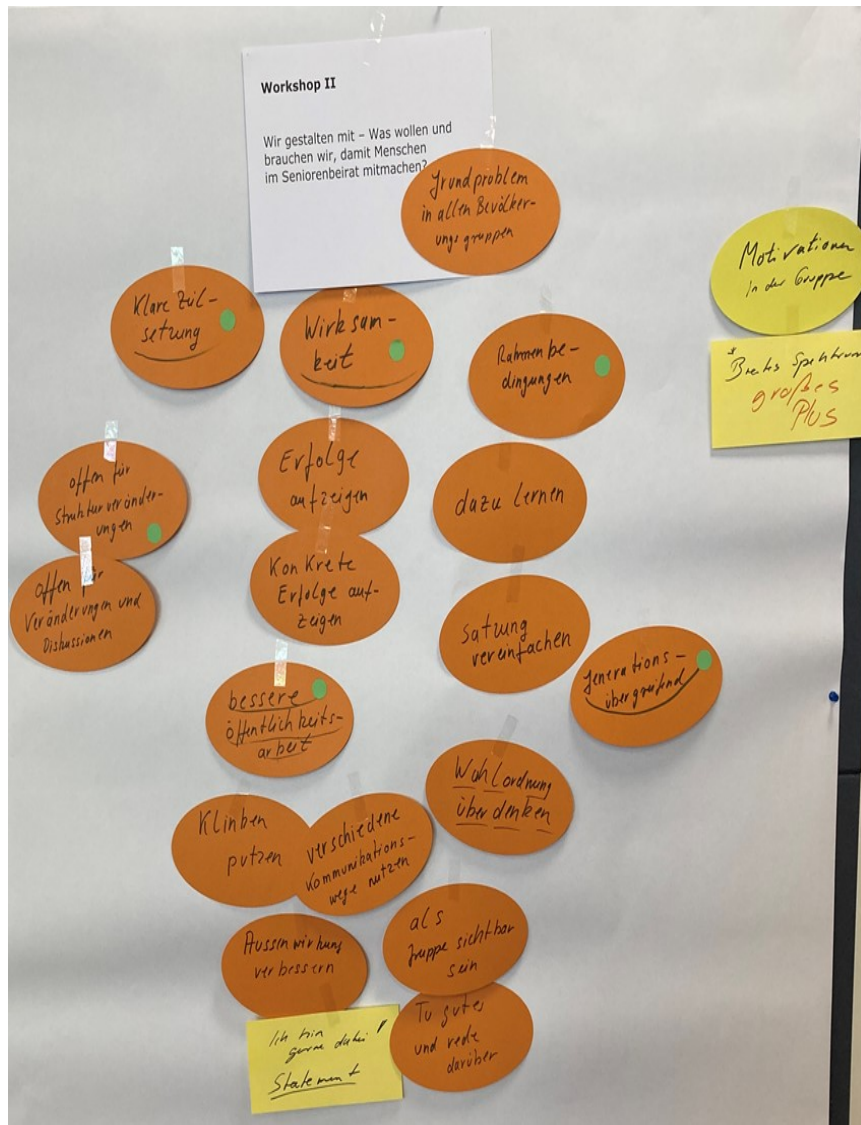 Workshop II
Wir gestalten mit – Was wollen und
brauchen wir, damit Menschen
im Seniorenbeirat mitmachen?
Grundproblem
in allen Bevölker-
ungsgruppen
Motivationen
in der Gruppe
* Breites Spektrum
großes
Plus
Klare Ziel-
setzung
Wirksam-
keit
Rahmenbe-
dingungen
offen für
Strukturveränder-
ungen
offen für
Veränderungen und
Diskussionen
Erfolge
aufzeigen
Konkrete
Erfolge auf-
zeigen
dazu lernen
Satzung
vereinfachen
Generations-
übergreifend
bessere
öffentlichkeits-
arbeit
Wahlordnung
überdenken
Klinken
putzen
verschiedene
Kommunikations-
wege nutzen
Aussenwirkung
verbessern
als
Gruppe sichtbar
sein
Tu gutes
und rede
darüber
Ich bin
gerne dabei!
Statement